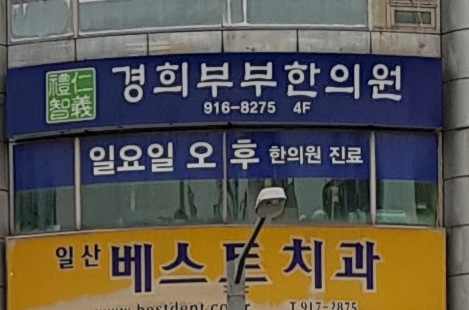 禮仁
智義
경희부부한의원
916-8275 4F
일요일 오후 한의원 진료
일산 베스트치과
T.917-2875